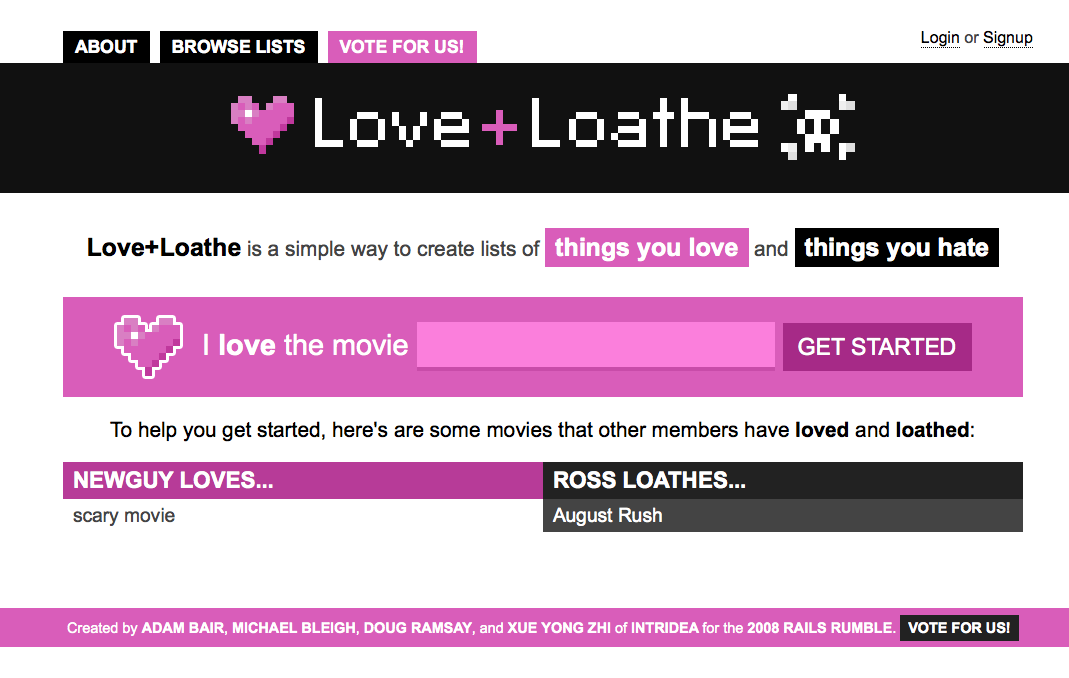 ABOUT BROWSE LISTS VOTE FOR US! Login or Signup
Love+Loathe
Love+Loathe is a simple way to create lists of things you love and things you hate
I love the movie GET STARTED
To help you get started, here's are some movies that other members have loved and loathed:
NEWGUY LOVES... ROSS LOATHES...
scary movie August Rush
Created by ADAM BAIR, MICHAEL BLEIGH, DOUG RAMSAY, and XUE YONG ZHI of INTRIDEA for the 2008 RAILS RUMBLE. VOTE FOR US!